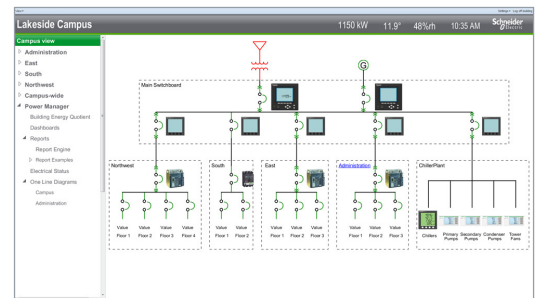 Lakeside Campus
1150 kW
11.9°
48%rh
10:35 AM
Schneider
Electric
Campus view
Administration
East
South
Northwest
Campus-wide
Power Manager
Building Energy Quotient
Dashboards
Reports
Report Engine
Report Examples
Electrical Status
One Line Diagrams
Campus
Administration
G
Main Switchboard
Northwest
South
East
Administration
ChillerPlant
Value Value Value Value
Floor 1 Floor 2 Floor 3 Floor 4
Value Value
Floor 1 Floor 2
Value Value Value
Floor 1 Floor 2 Floor 3
Value Value Value
Floor 1 Floor 2 Floor 3
Chillers
Primary
Pumps
Secondary
Pumps
Condenser
Pumps
Tower
Fans